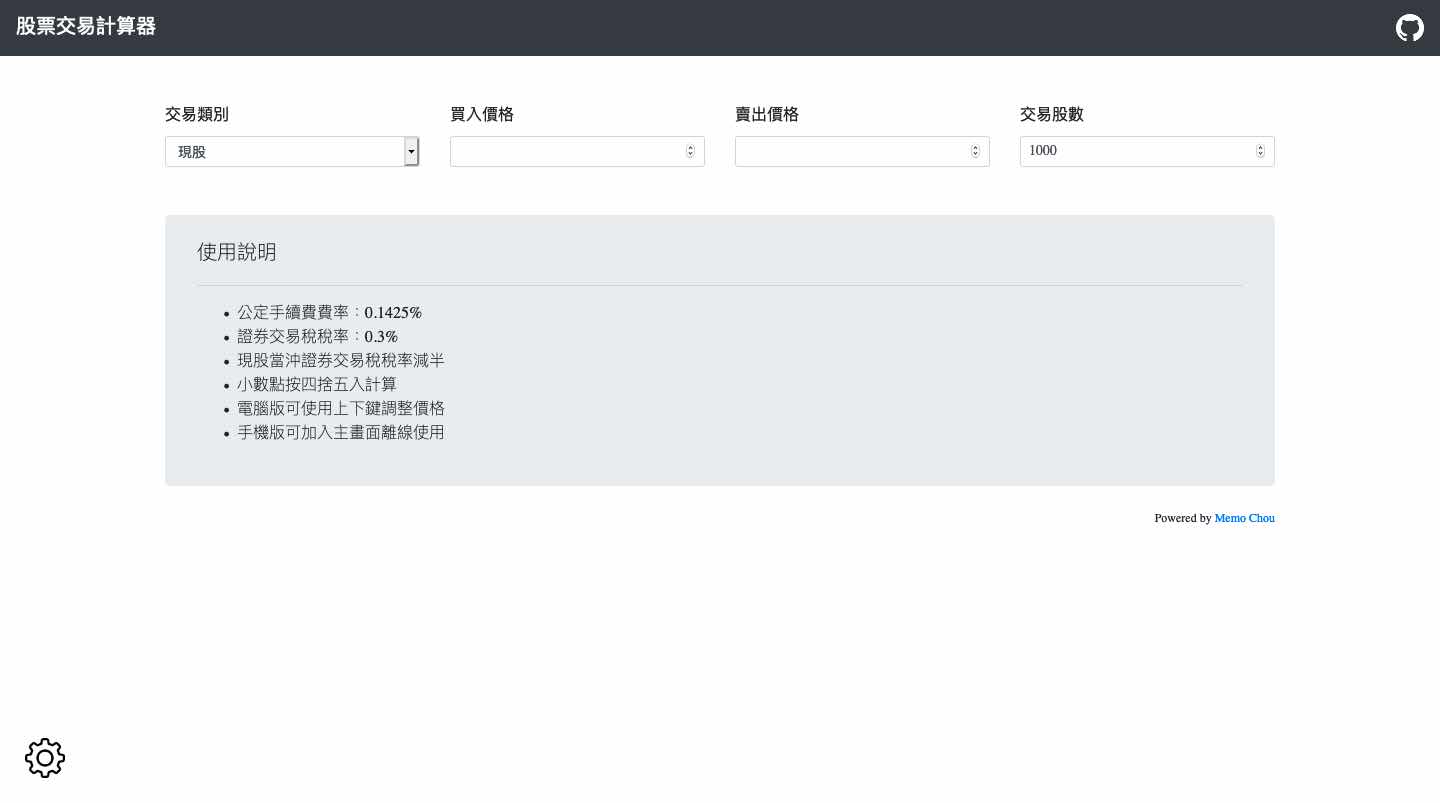 股票交易計算器
交易類別
買入價格
賣出價格
交易股數
現股
1000
使用說明
公定手續費費率：0.1425%
證券交易稅稅率：0.3%
現股當沖證券交易稅稅率減半
小數點按四捨五入計算
電腦版可使用上下鍵調整價格
手機版可加入主畫面離線使用
Powered by Memo Chou